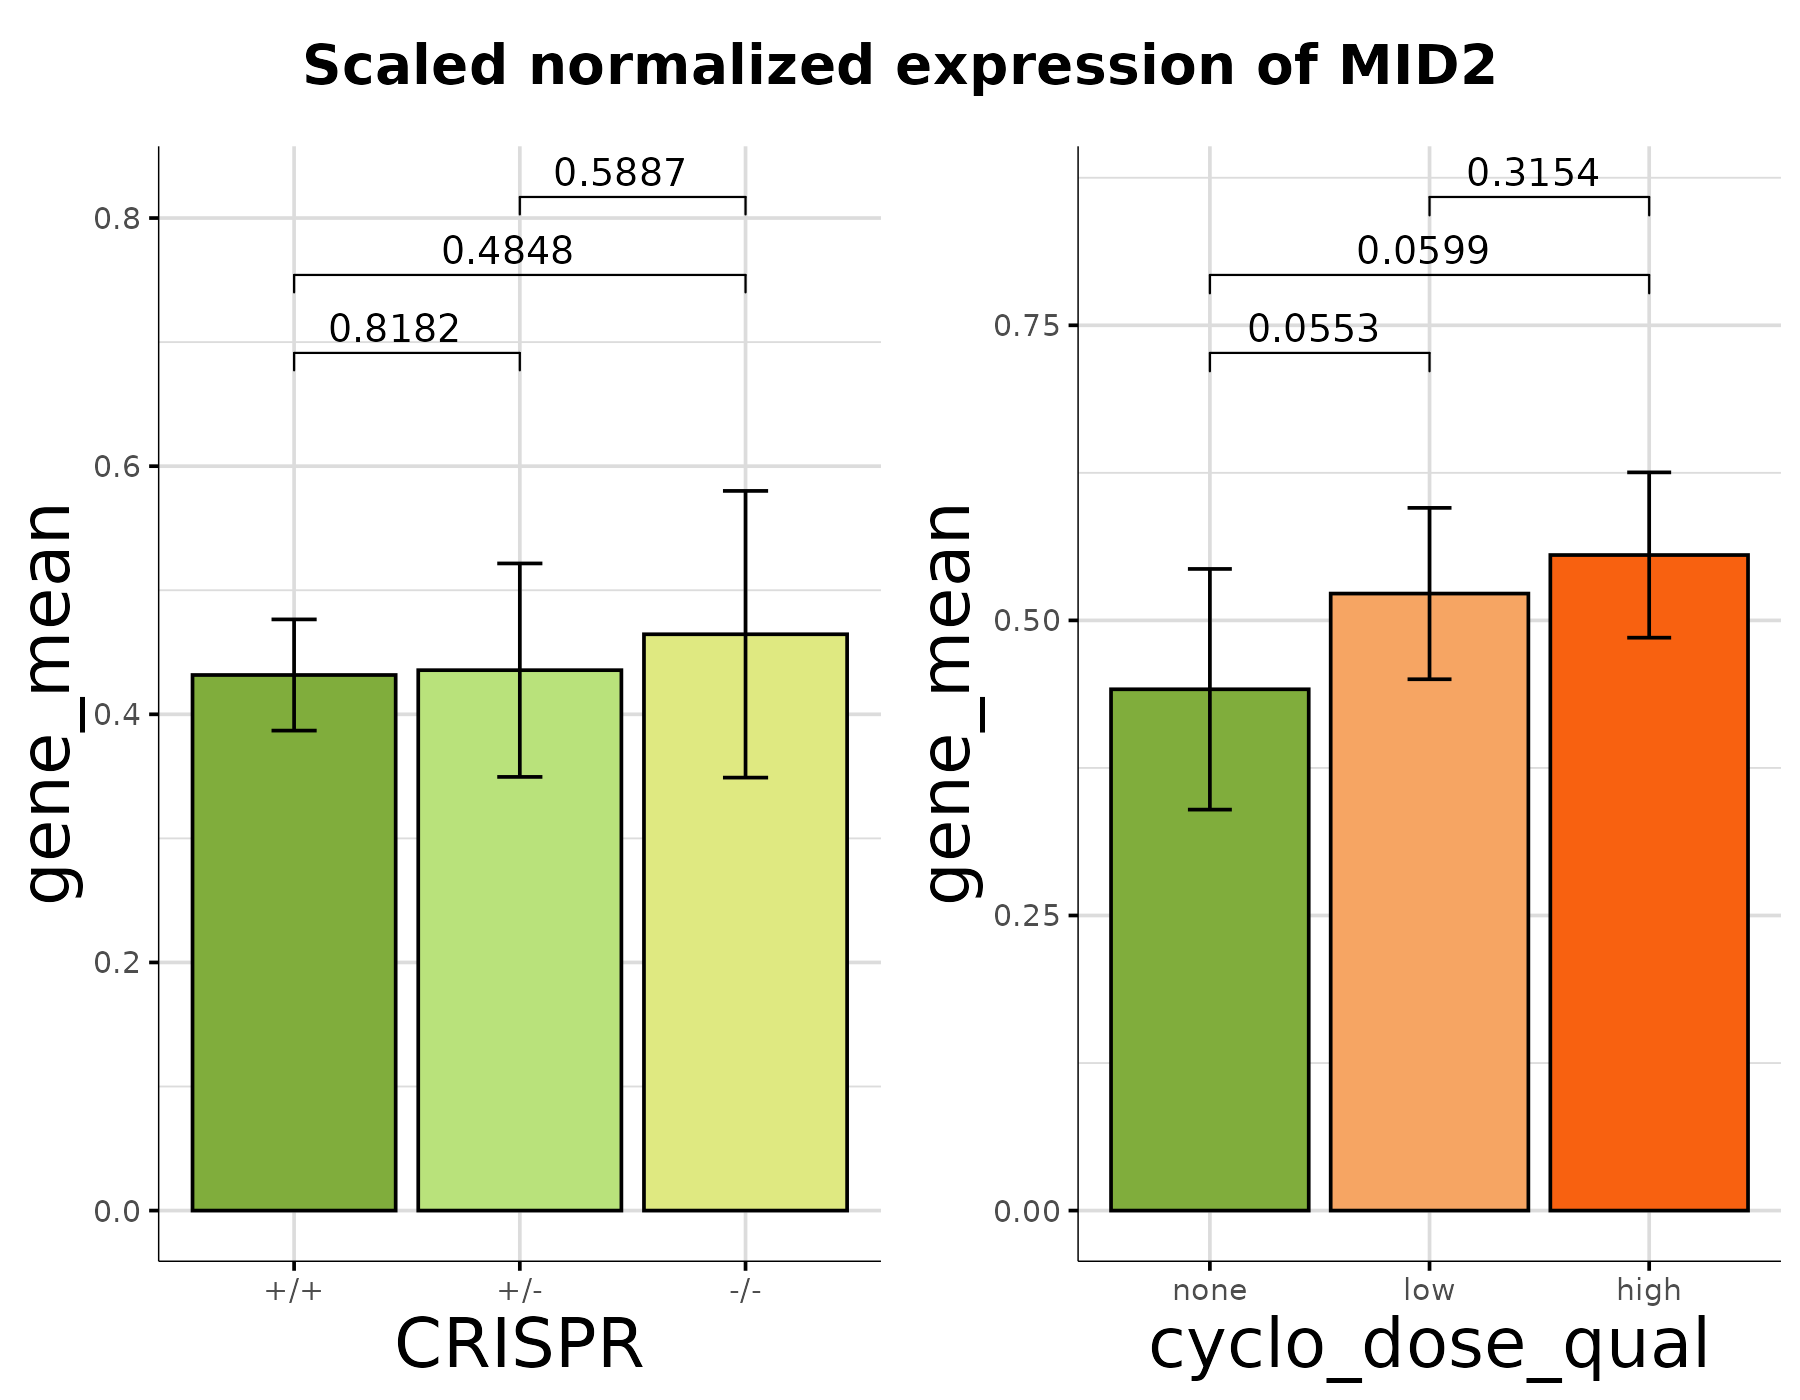 Scaled normalized expression of MID2
gene_mean
0.8
0.6
0.4
0.2
0.0
0.5887
0.4848
0.8182
+/+
+/-
-/-
CRISPR
gene_mean
0.75
0.50
0.25
0.00
0.3154
0.0599
0.0553
none
low
high
cyclo_dose_qual